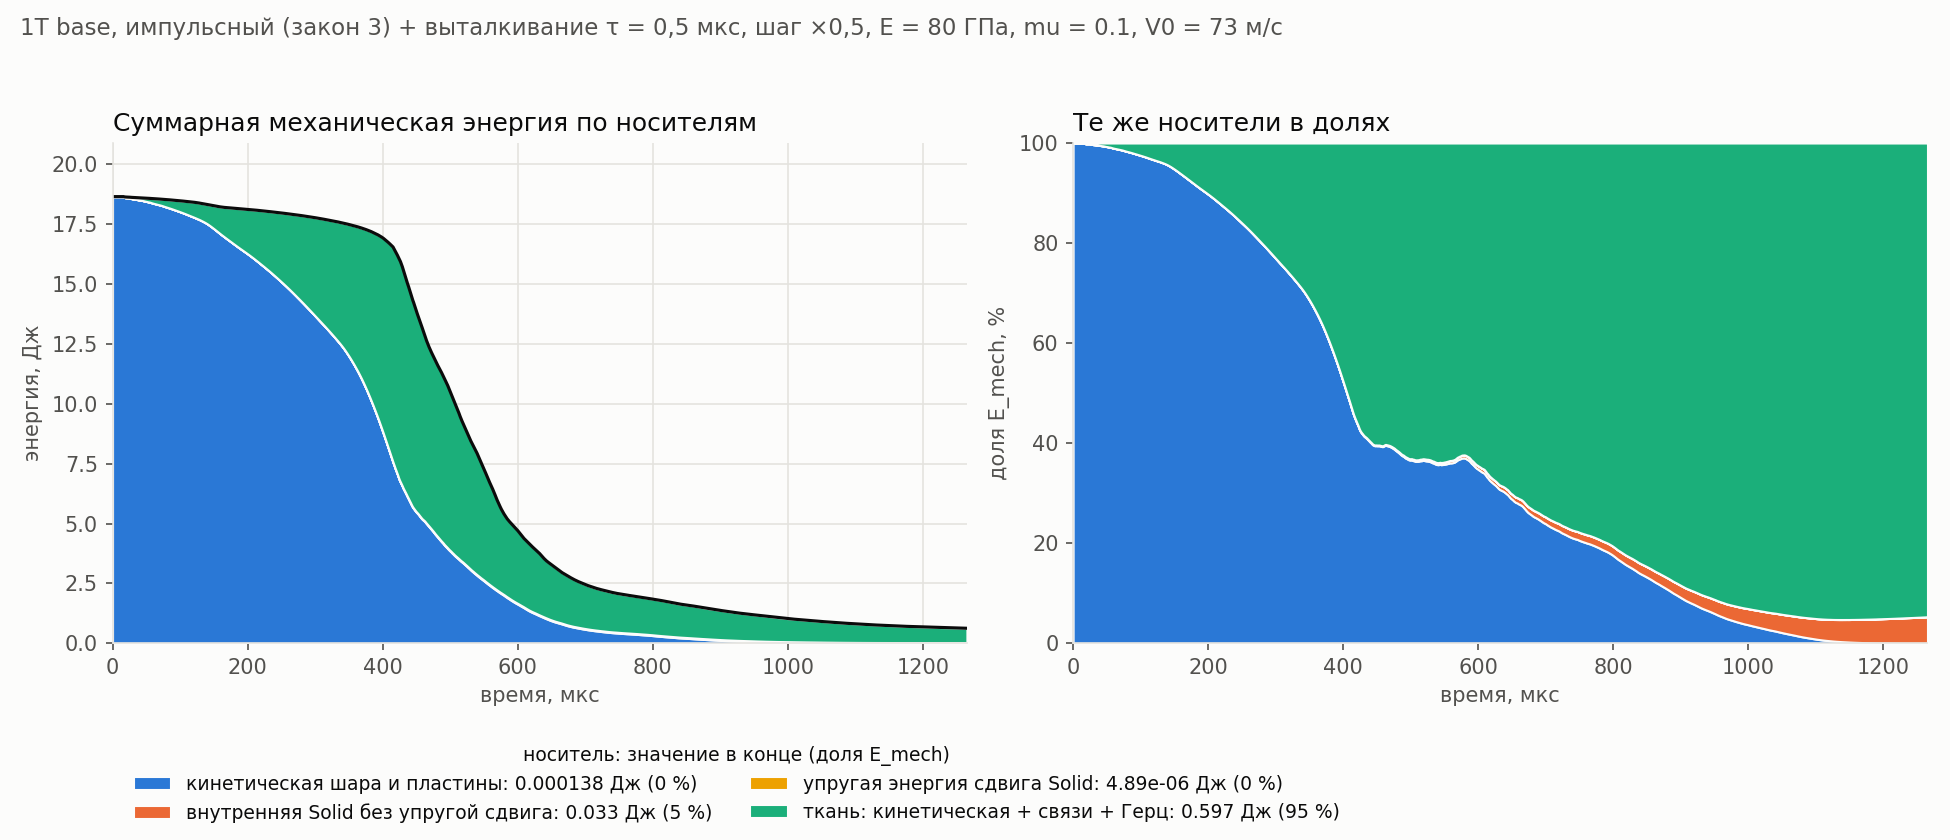 1T base, импульсный (закон 3) + выталкивание τ = 0,5 мкс, шаг ×0,5, E = 80 ГПа, mu = 0.1, V0 = 73 м/с
Суммарная механическая энергия по носителям
энергия, Дж
20.0
17.5
15.0
12.5
10.0
7.5
5.0
2.5
0.0
0 200 400 600 800 1000 1200
время, мкс
Те же носители в долях
доля E_mech, %
100
80
60
40
20
0
0 200 400 600 800 1000 1200
время, мкс
носитель: значение в конце (доля E_mech)
кинетическая шара и пластины: 0.000138 Дж (0 %)
внутренняя Solid без упругой сдвига: 0.033 Дж (5 %)
упругая энергия сдвига Solid: 4.89e-06 Дж (0 %)
ткань: кинетическая + связи + Герц: 0.597 Дж (95 %)